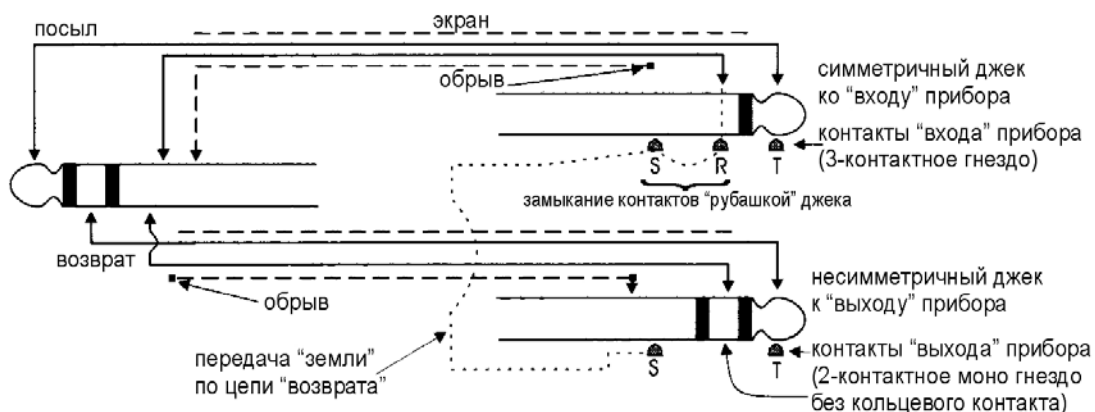 посыл
экран
обрыв
симметричный джек
ко “входу” прибора
контакты “входа” прибора
(3-контактное гнездо)
S R T
замыкание контактов “рубашкой” джека
возврат
обрыв
несимметричный джек
к “выходу” прибора
передача “земли”
по цепи “возврата”
S T
контакты “выхода” прибора
(2-контактное моно гнездо
без кольцевого контакта)